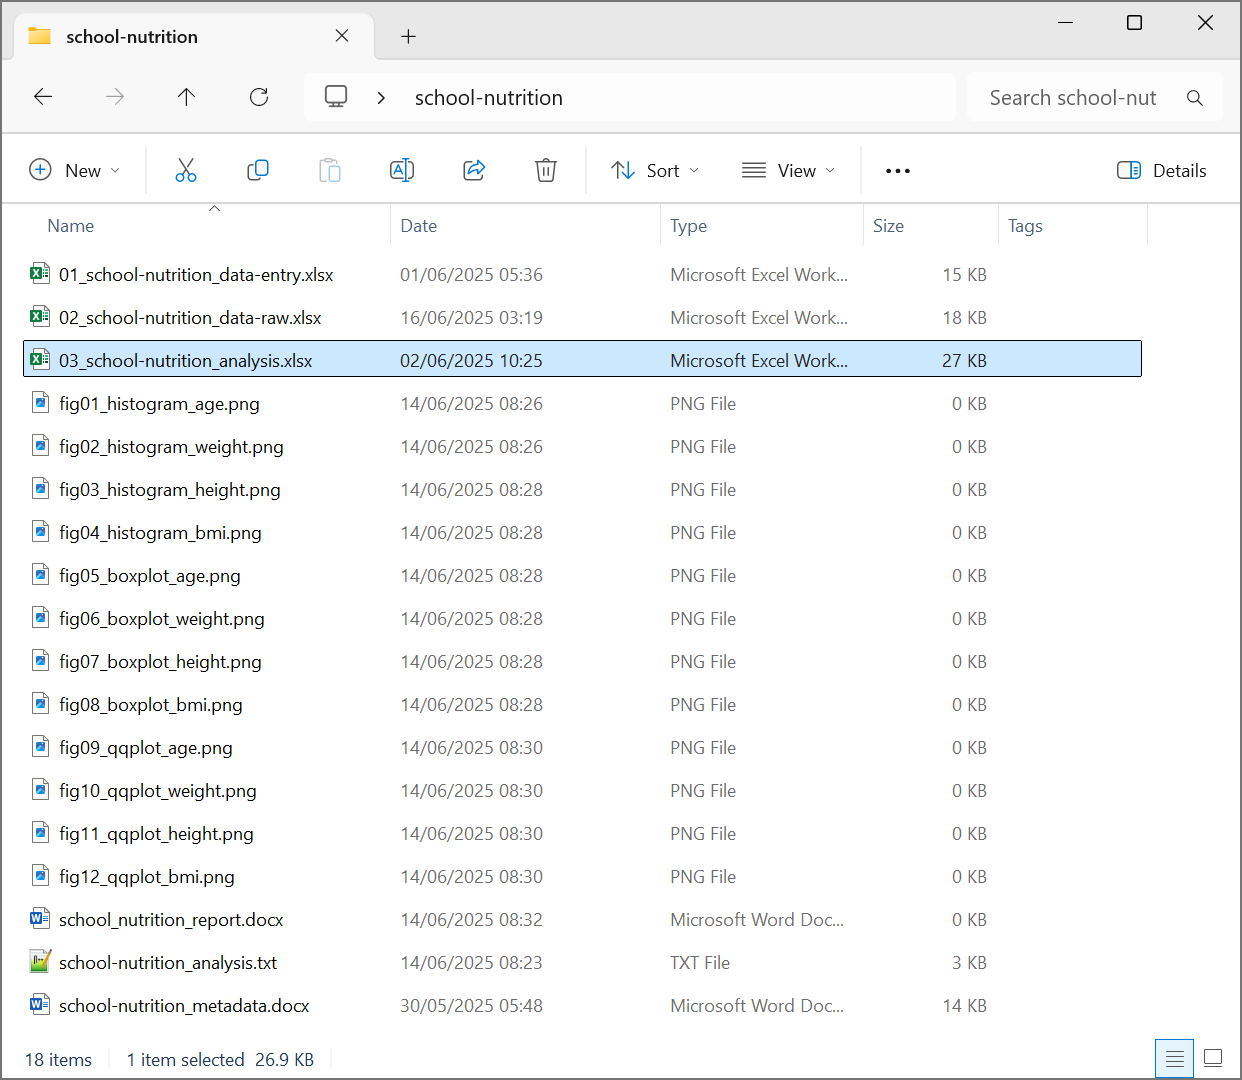 school-nutrition
school-nutrition
Search school-nut
New
Sort
View
Details
Name Date Type Size Tags
01_school-nutrition_data-entry.xlsx 01/06/2025 05:36 Microsoft Excel Work... 15 KB
02_school-nutrition_data-raw.xlsx 16/06/2025 03:19 Microsoft Excel Work... 18 KB
03_school-nutrition_analysis.xlsx 02/06/2025 10:25 Microsoft Excel Work... 27 KB
fig01_histogram_age.png 14/06/2025 08:26 PNG File 0 KB
fig02_histogram_weight.png 14/06/2025 08:26 PNG File 0 KB
fig03_histogram_height.png 14/06/2025 08:28 PNG File 0 KB
fig04_histogram_bmi.png 14/06/2025 08:28 PNG File 0 KB
fig05_boxplot_age.png 14/06/2025 08:28 PNG File 0 KB
fig06_boxplot_weight.png 14/06/2025 08:28 PNG File 0 KB
fig07_boxplot_height.png 14/06/2025 08:28 PNG File 0 KB
fig08_boxplot_bmi.png 14/06/2025 08:28 PNG File 0 KB
fig09_qqplot_age.png 14/06/2025 08:30 PNG File 0 KB
fig10_qqplot_weight.png 14/06/2025 08:30 PNG File 0 KB
fig11_qqplot_height.png 14/06/2025 08:30 PNG File 0 KB
fig12_qqplot_bmi.png 14/06/2025 08:30 PNG File 0 KB
school_nutrition_report.docx 14/06/2025 08:32 Microsoft Word Doc... 0 KB
school-nutrition_analysis.txt 14/06/2025 08:23 TXT File 3 KB
school-nutrition_metadata.docx 30/05/2025 05:48 Microsoft Word Doc... 14 KB
18 items 1 item selected 26.9 KB